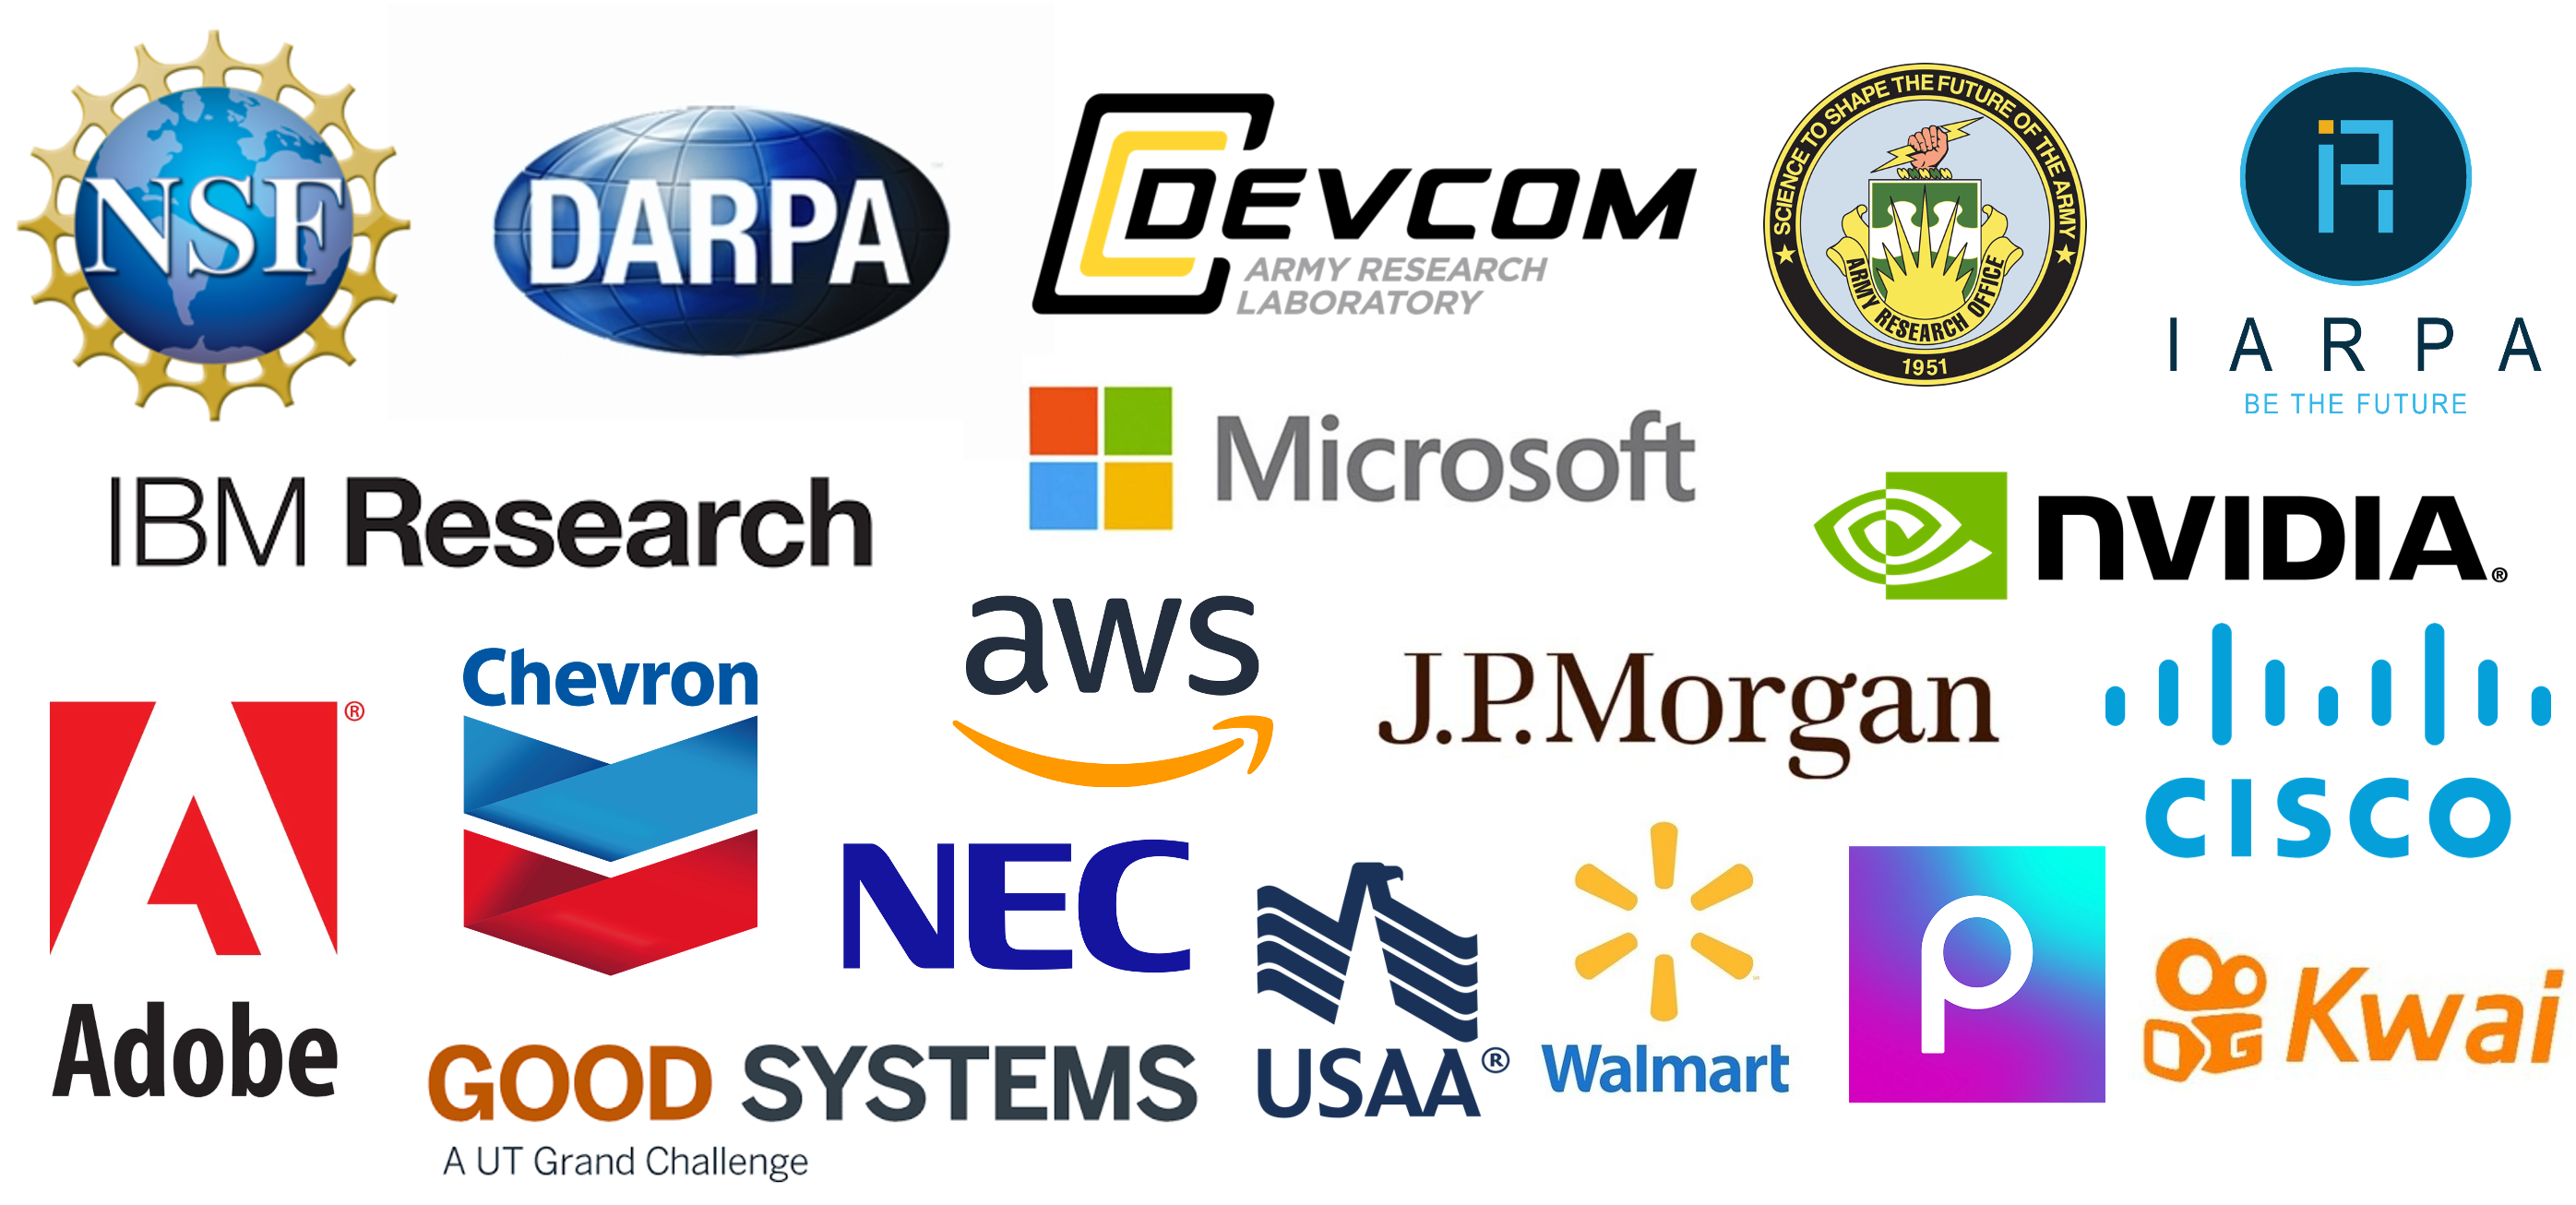 NSF
DARPA
DEVCOM
ARMY RESEARCH
LABORATORY
SCIENCE TO SHAPE THE FUTURE OF THE ARMY
ARMY RESEARCH OFFICE
1951
IARPA
BE THE FUTURE
IBM Research
Microsoft
NVIDIA®
Adobe
®
Chevron
aws
J.P.Morgan
CISCO
NEC
USAA®
Walmart
P
Kwai
GOOD SYSTEMS
A UT Grand Challenge